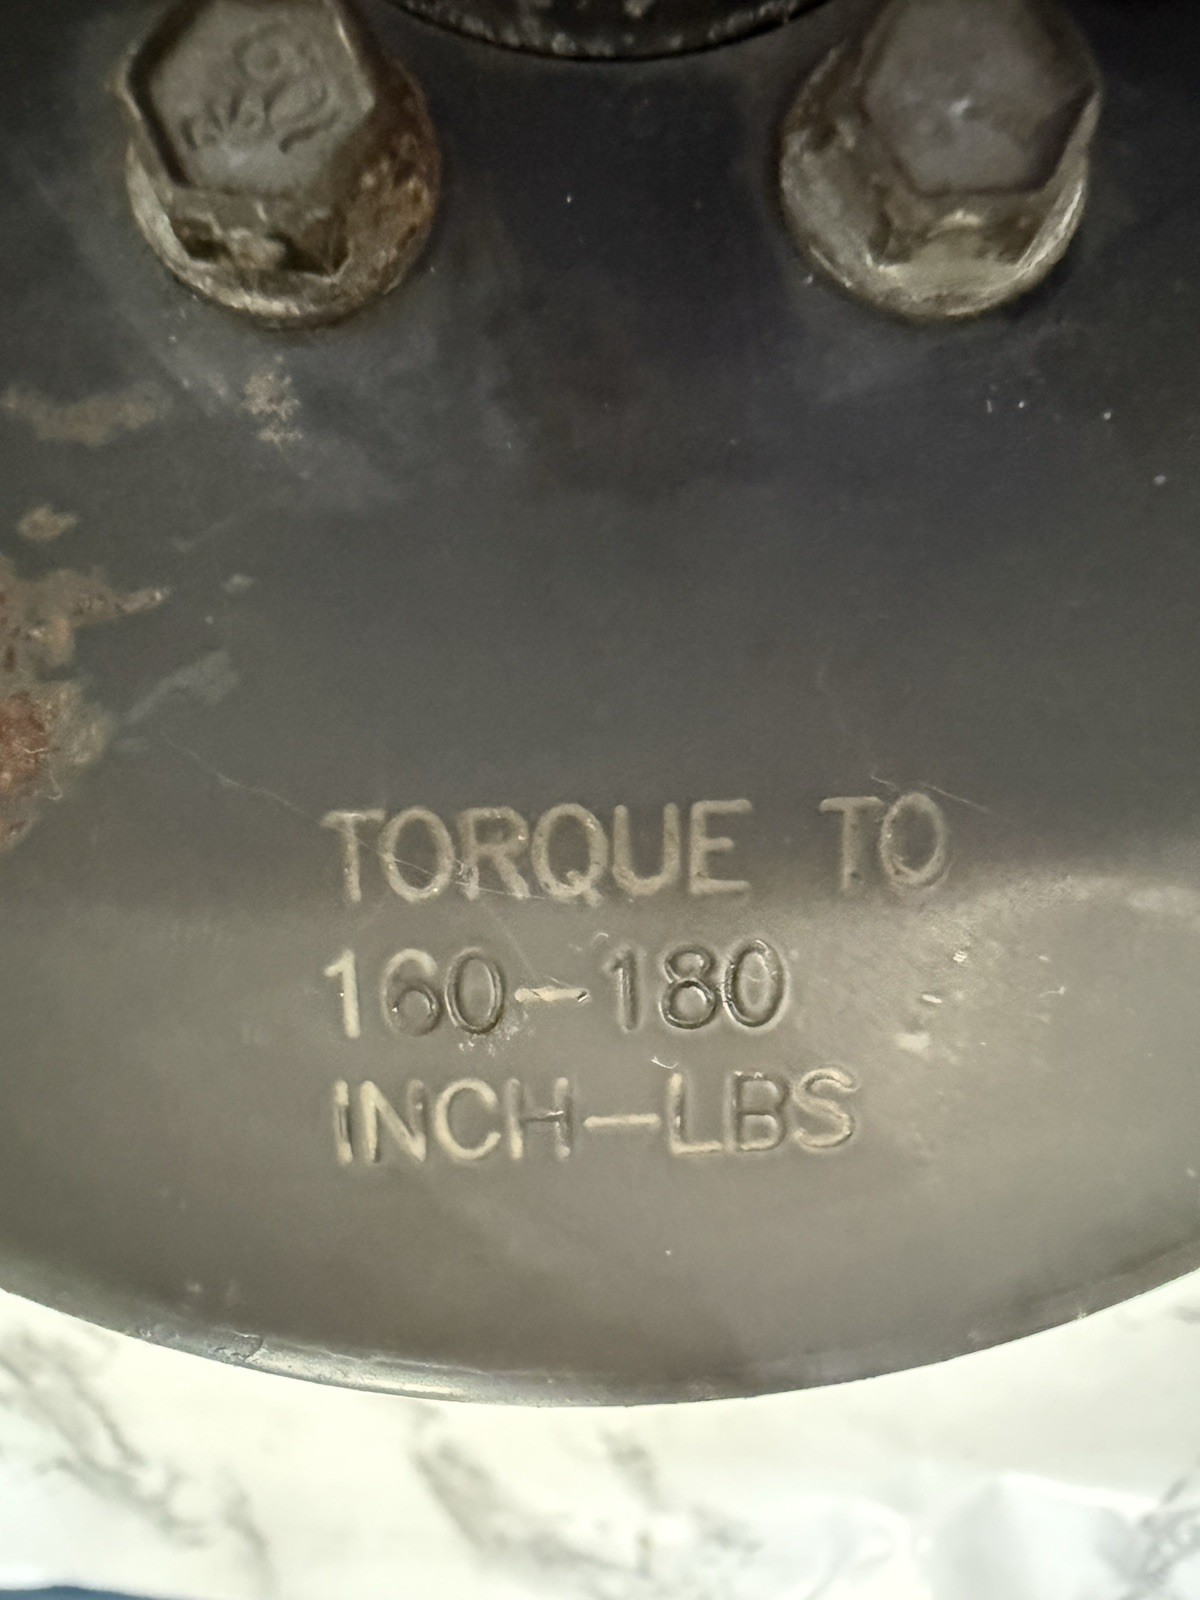 TORQUE TO
160-180
INCH-LBS